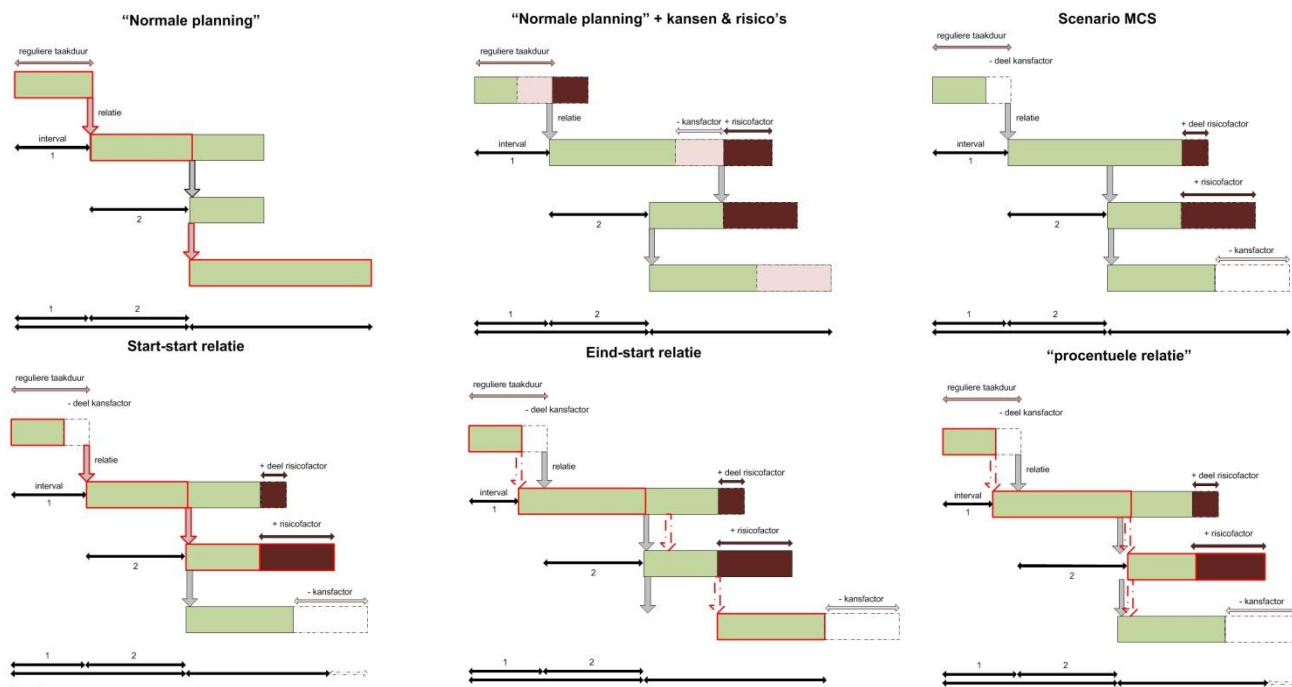 “Normale planning”
reguliere taakduur
relatie
interval
1
2
1
2
“Normale planning” + kansen & risico’s
reguliere taakduur
relatie
- kansfactor
+ risicofactor
interval
1
2
1
2
Scenario MCS
reguliere taakduur
- deel kansfactor
relatie
+ deel risicofactor
interval
1
+ risicofactor
2
- kansfactor
1
2
Start-start relatie
reguliere taakduur
- deel kansfactor
relatie
+ deel risicofactor
interval
1
+ risicofactor
2
- kansfactor
1
2
Eind-start relatie
reguliere taakduur
- deel kansfactor
relatie
+ deel risicofactor
interval
1
+ risicofactor
2
- kansfactor
1
2
“procentuele relatie”
reguliere taakduur
- deel kansfactor
relatie
+ deel risicofactor
interval
1
+ risicofactor
2
- kansfactor
1
2